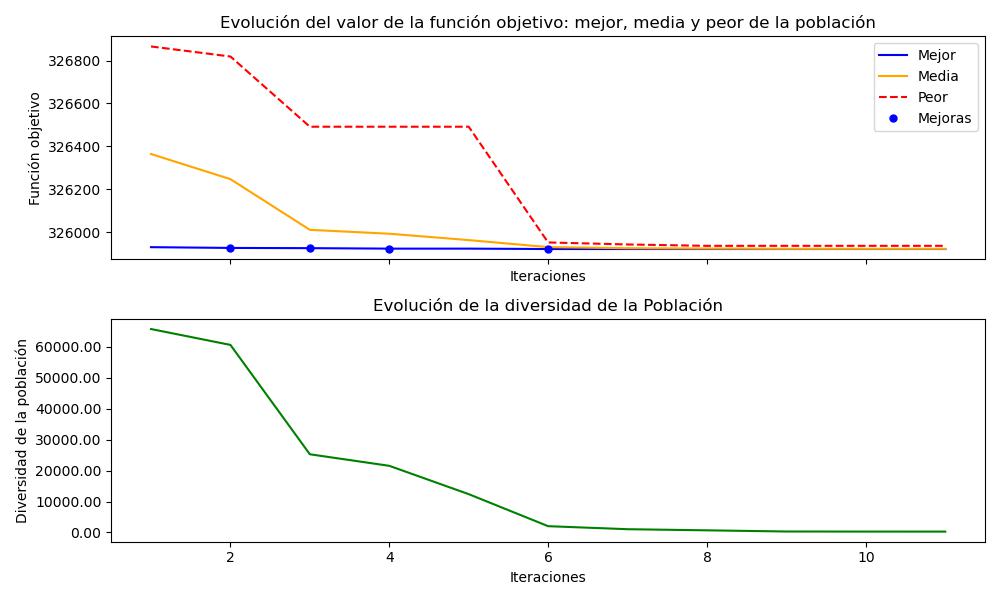 Evolución del valor de la función objetivo: mejor, media y peor de la población
Función objetivo
326800
326600
326400
326200
326000
Mejor
Media
Peor
Mejoras
Iteraciones
Evolución de la diversidad de la Población
Diversidad de la población
60000.00
50000.00
40000.00
30000.00
20000.00
10000.00
0.00
2 4 6 8 10
Iteraciones